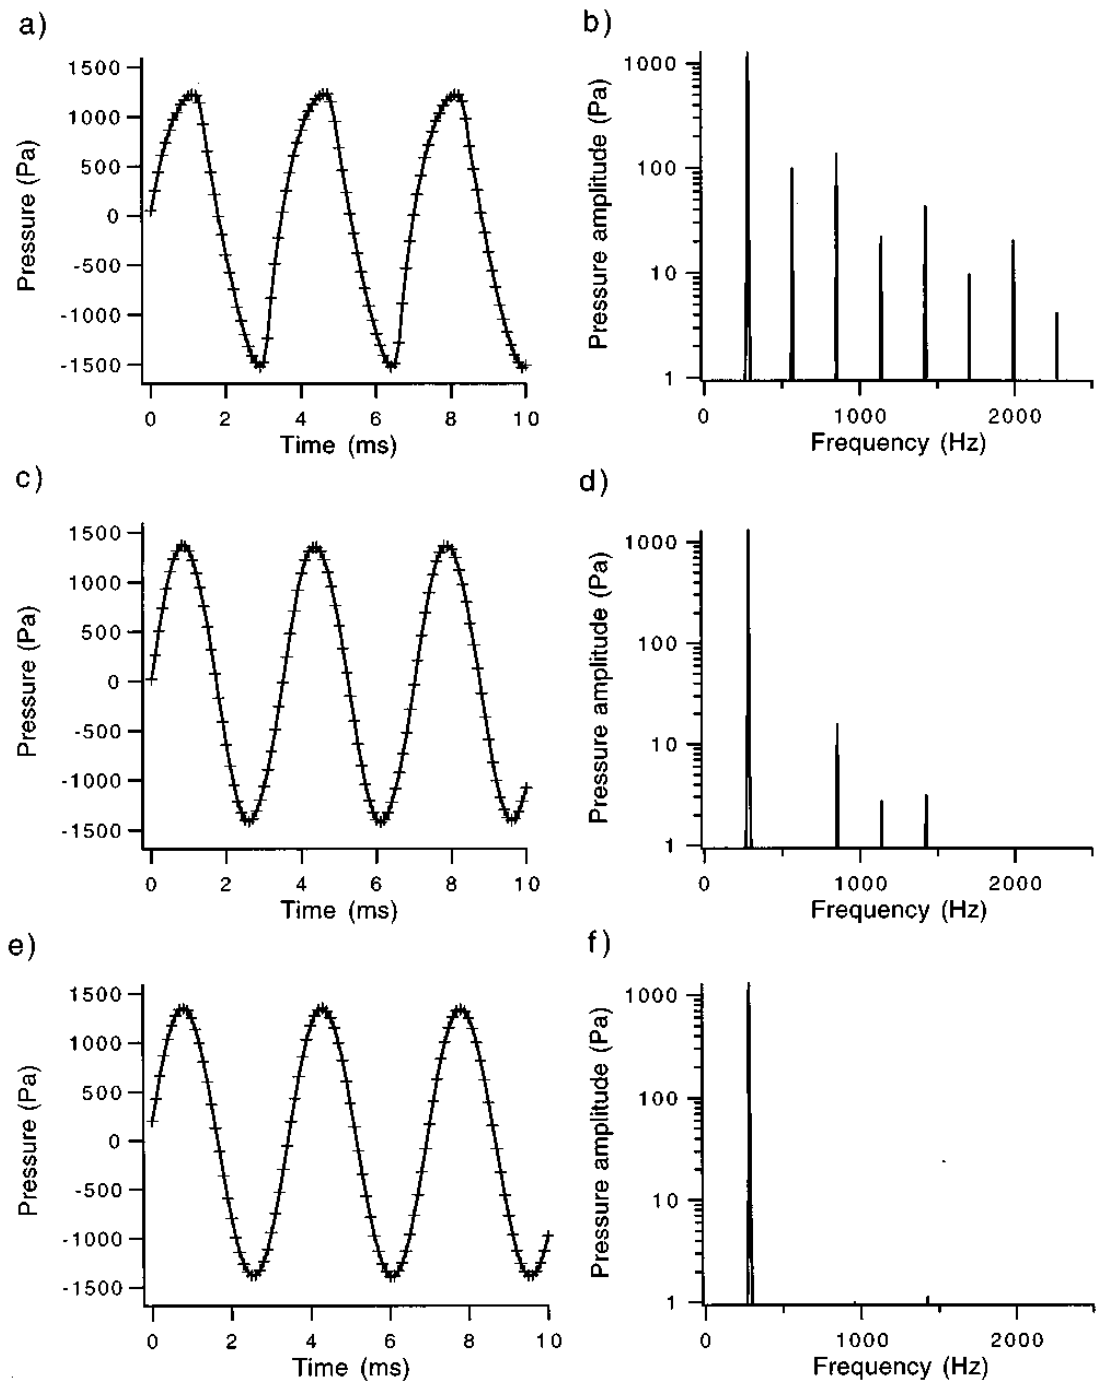 a)
Pressure (Pa)
1500
1000
500
0
-500
-1000
-1500
0 2 4 6 8 10
Time (ms)
b)
Pressure amplitude (Pa)
1000
100
10
1
0 1000 2000
Frequency (Hz)
c)
Pressure (Pa)
1500
1000
500
0
-500
-1000
-1500
0 2 4 6 8 10
Time (ms)
d)
Pressure amplitude (Pa)
1000
100
10
1
0 1000 2000
Frequency (Hz)
e)
Pressure (Pa)
1500
1000
500
0
-500
-1000
-1500
0 2 4 6 8 10
Time (ms)
f)
Pressure amplitude (Pa)
1000
100
10
1
0 1000 2000
Frequency (Hz)